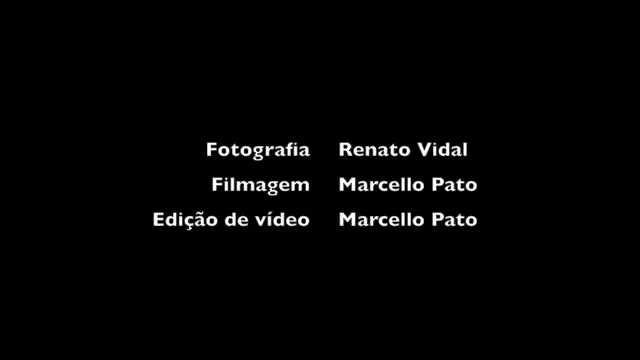 Fotografia Renato Vidal
Filmagem Marcello Pato
Edição de vídeo Marcello Pato